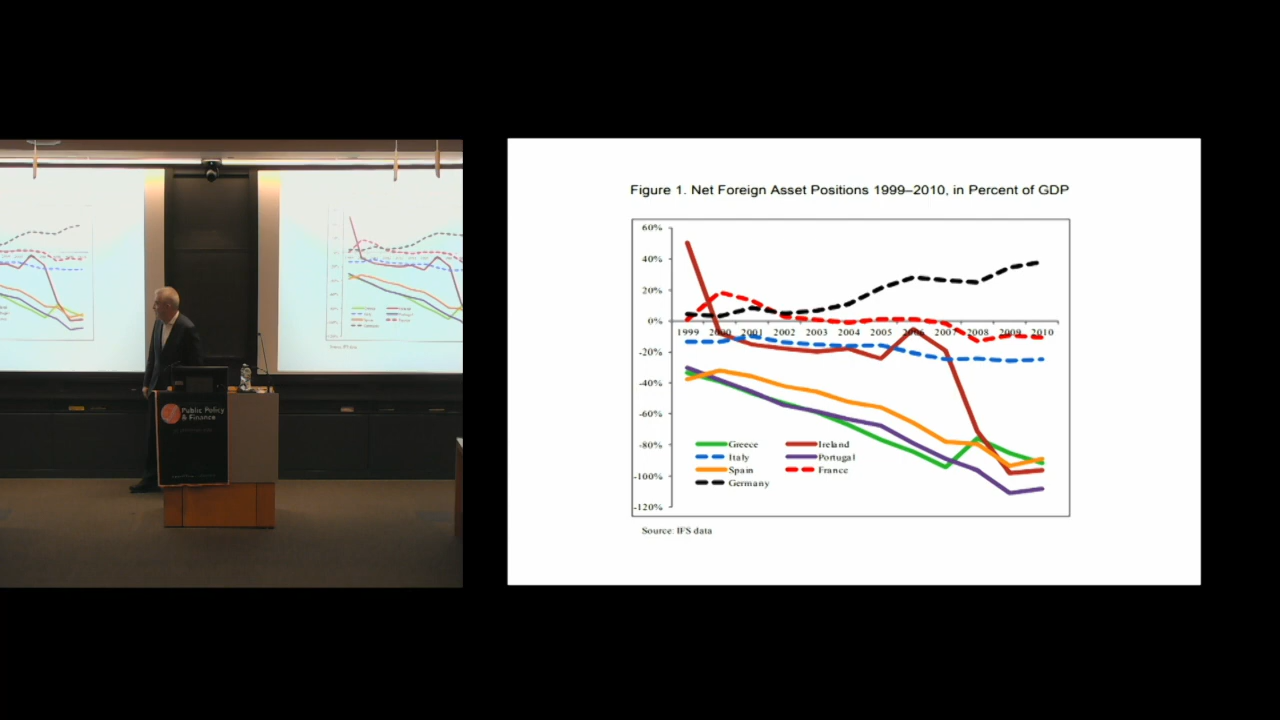 Public Policy
& Finance
Figure 1. Net Foreign Asset Positions 1999–2010, in Percent of GDP
60%
40%
20%
0%
-20%
-40%
-60%
-80%
-100%
-120%
1999 2000 2001 2002 2003 2004 2005 2006 2007 2008 2009 2010
Greece Ireland
Italy Portugal
Spain France
Germany
Source: IFS data